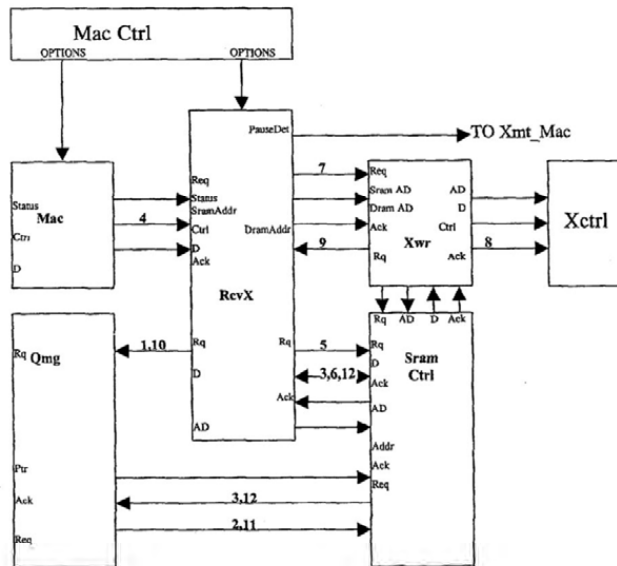 Mac Ctrl
OPTIONS OPTIONS
PauseDet
TO Xmt_Mac
Req
Status
SramAddr
Ctrl
D
Ack
RcvX
DramAddr
7
9
Status
Mac
Ctrl
D
4
Req
Sram AD AD
Dram AD D
Ack Ctrl
Xwr
Rq Ack
8
Xctrl
Rq AD D Ack
Rq
Qmg
1,10
Rq
D
Rq
5
3,6,12
Ack
AD
Rq
D
Ack
AD
Addr
Ack
Req
Sram
Ctrl
Ptr
Ack
Req
3,12
2,11